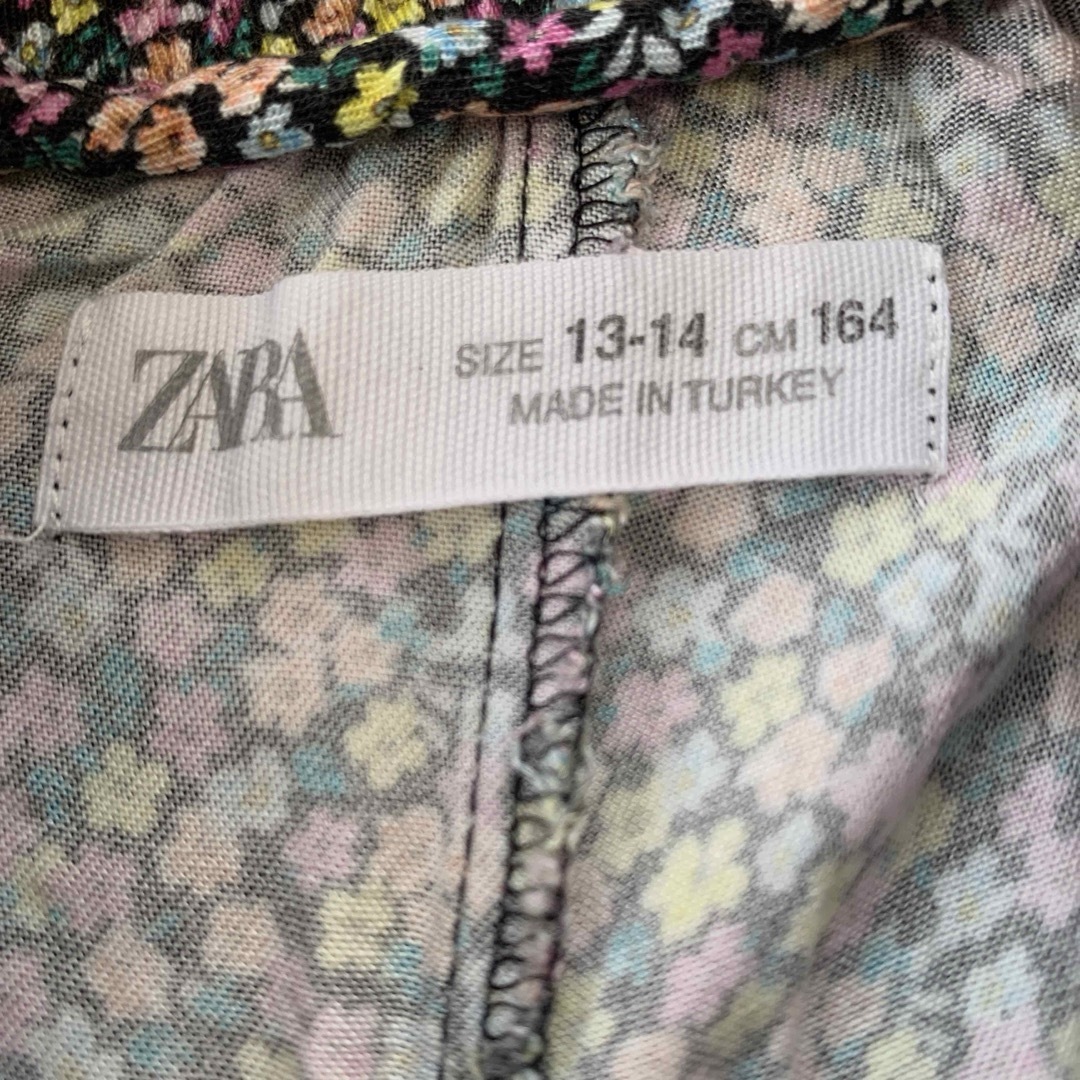 ZARA
SIZE 13-14 CM 164
MADE IN TURKEY